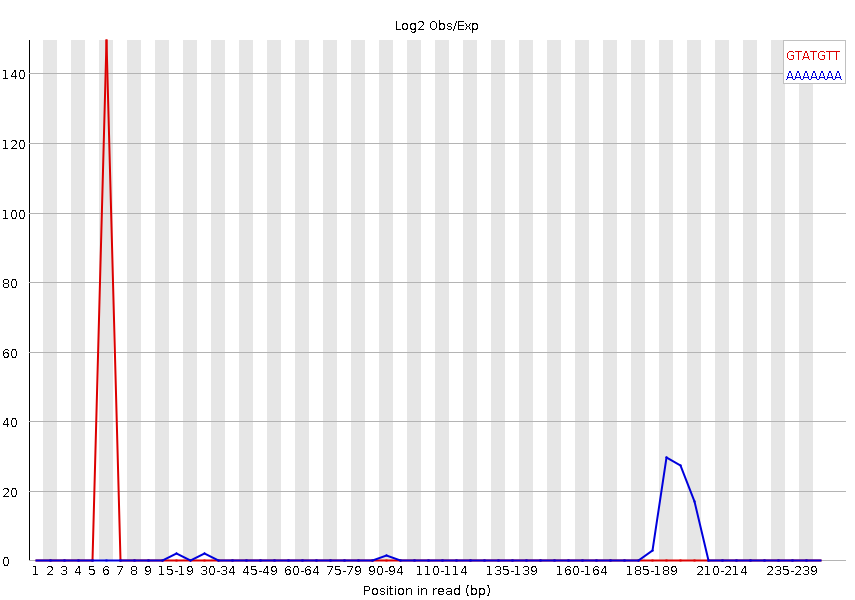 Log2 Obs/Exp
GTATGTT
AAAAAAA
140
120
100
80
60
40
20
0
1 2 3 4 5 6 7 8 9 15-19 30-34 45-49 60-64 75-79 90-94 110-114 135-139 160-164 185-189 210-214 235-239
Position in read (bp)